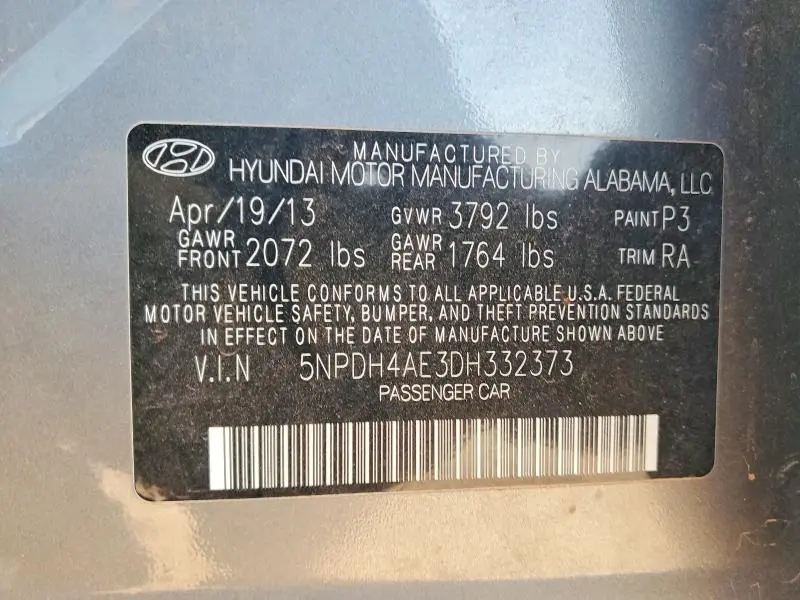 MANUFACTURED BY
HYUNDAI MOTOR MANUFACTURING ALABAMA, LLC
Apr/19/13 GVWR 3792 lbs PAINT P3
GAWR FRONT 2072 lbs GAWR REAR 1764 lbs TRIM RA
THIS VEHICLE CONFORMS TO ALL APPLICABLE U.S.A. FEDERAL
MOTOR VEHICLE SAFETY, BUMPER, AND THEFT PREVENTION STANDARDS
IN EFFECT ON THE DATE OF MANUFACTURE SHOWN ABOVE
V.I.N 5NPDH4AE3DH332373
PASSENGER CAR